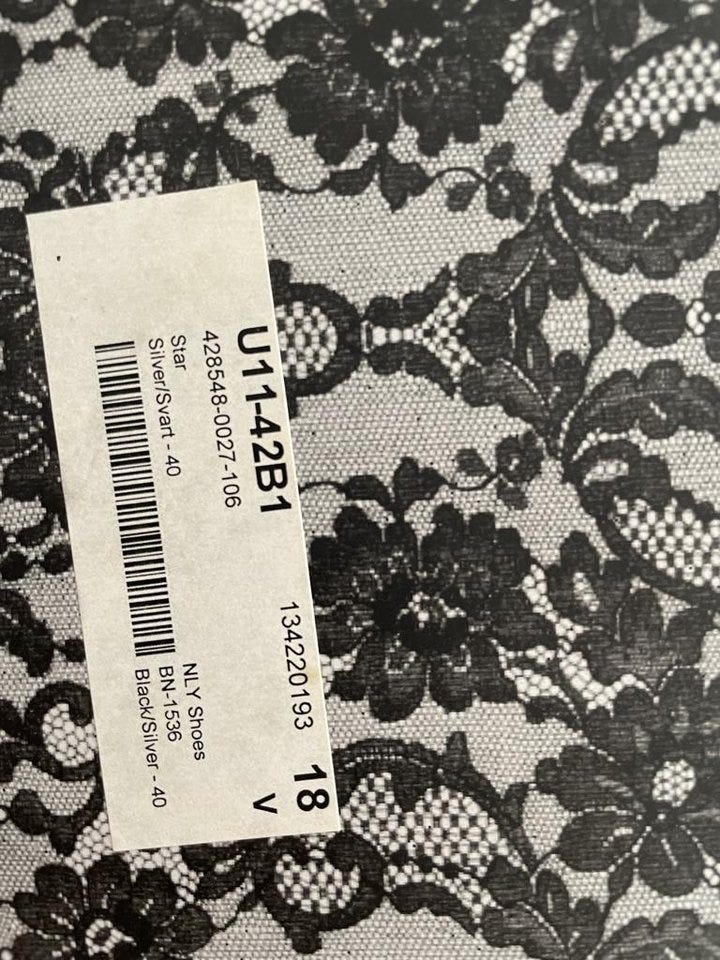 U11-42B1 134220193 18
428548-0027-106 V
Star NLY Shoes
Silver/Svart - 40 BN-1536
Black/Silver - 40